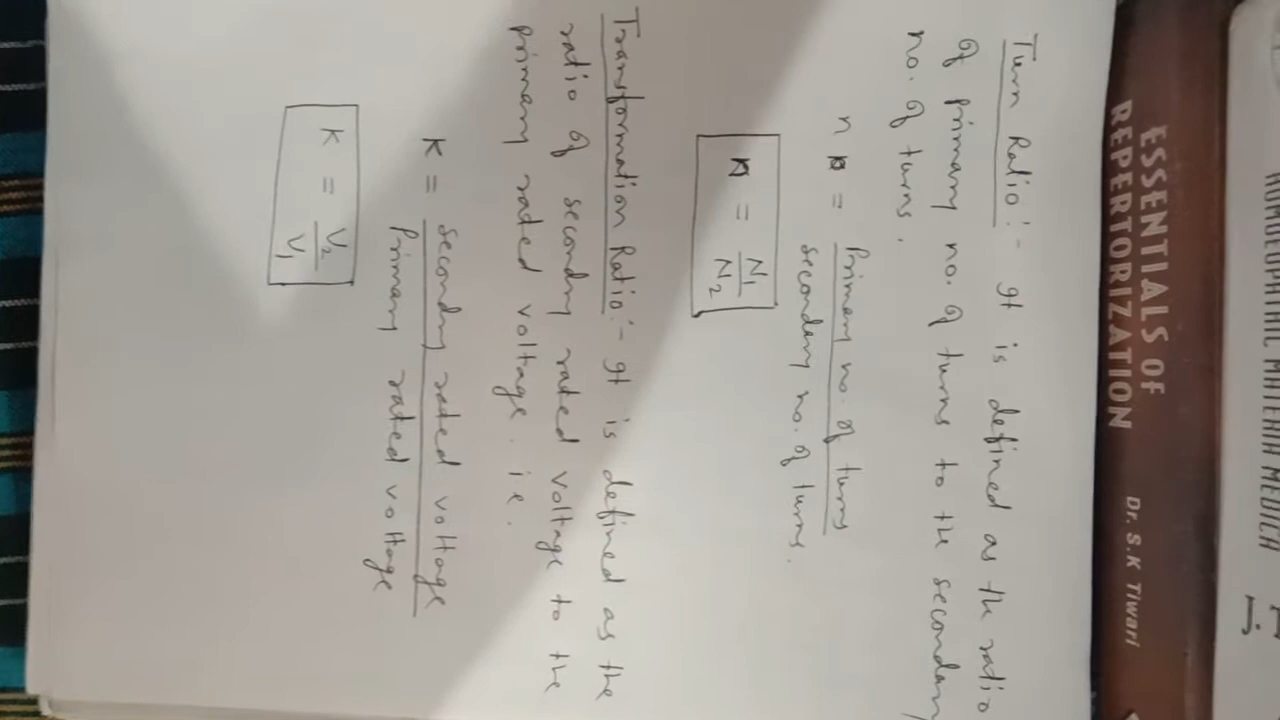 HOMOEOPATHIC MATERIA MEDICA
ESSENTIALS OF
REPERTORIZATION
Dr. S.K Tiwari
Turn Ratio:- It is defined as the ratio
of primary no. of turns to the secondary
no. of turns.
n = Primary no. of turns
secondary no. of turns.
n = N1
N2
Transformation Ratio:- It is defined as the
ratio of secondry rated voltage to the
primary rated voltage. i.e.
K = secondry rated voltage
Primary rated voltage
K = V2
V1